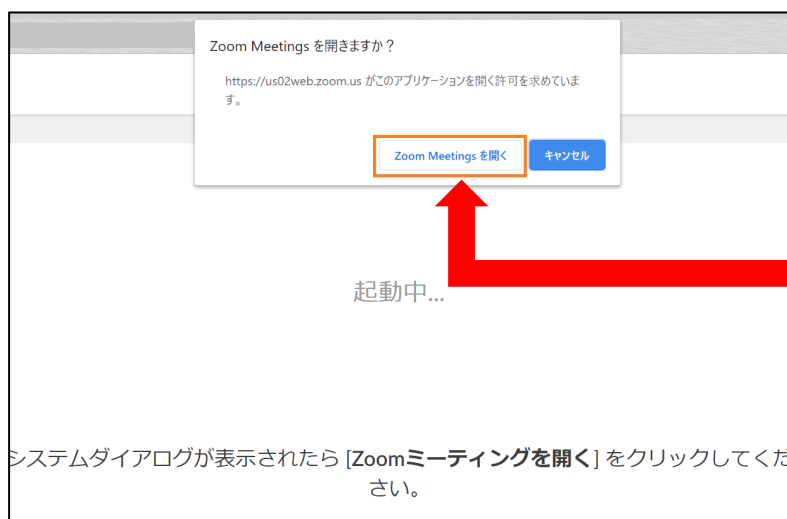 Zoom Meetings を開きますか？
https://us02web.zoom.us がこのアプリケーションを開く許可を求めていま
す。
Zoom Meetings を開く
キャンセル
起動中...
システムダイアログが表示されたら [Zoomミーティングを開く] をクリックしてくだ
さい。